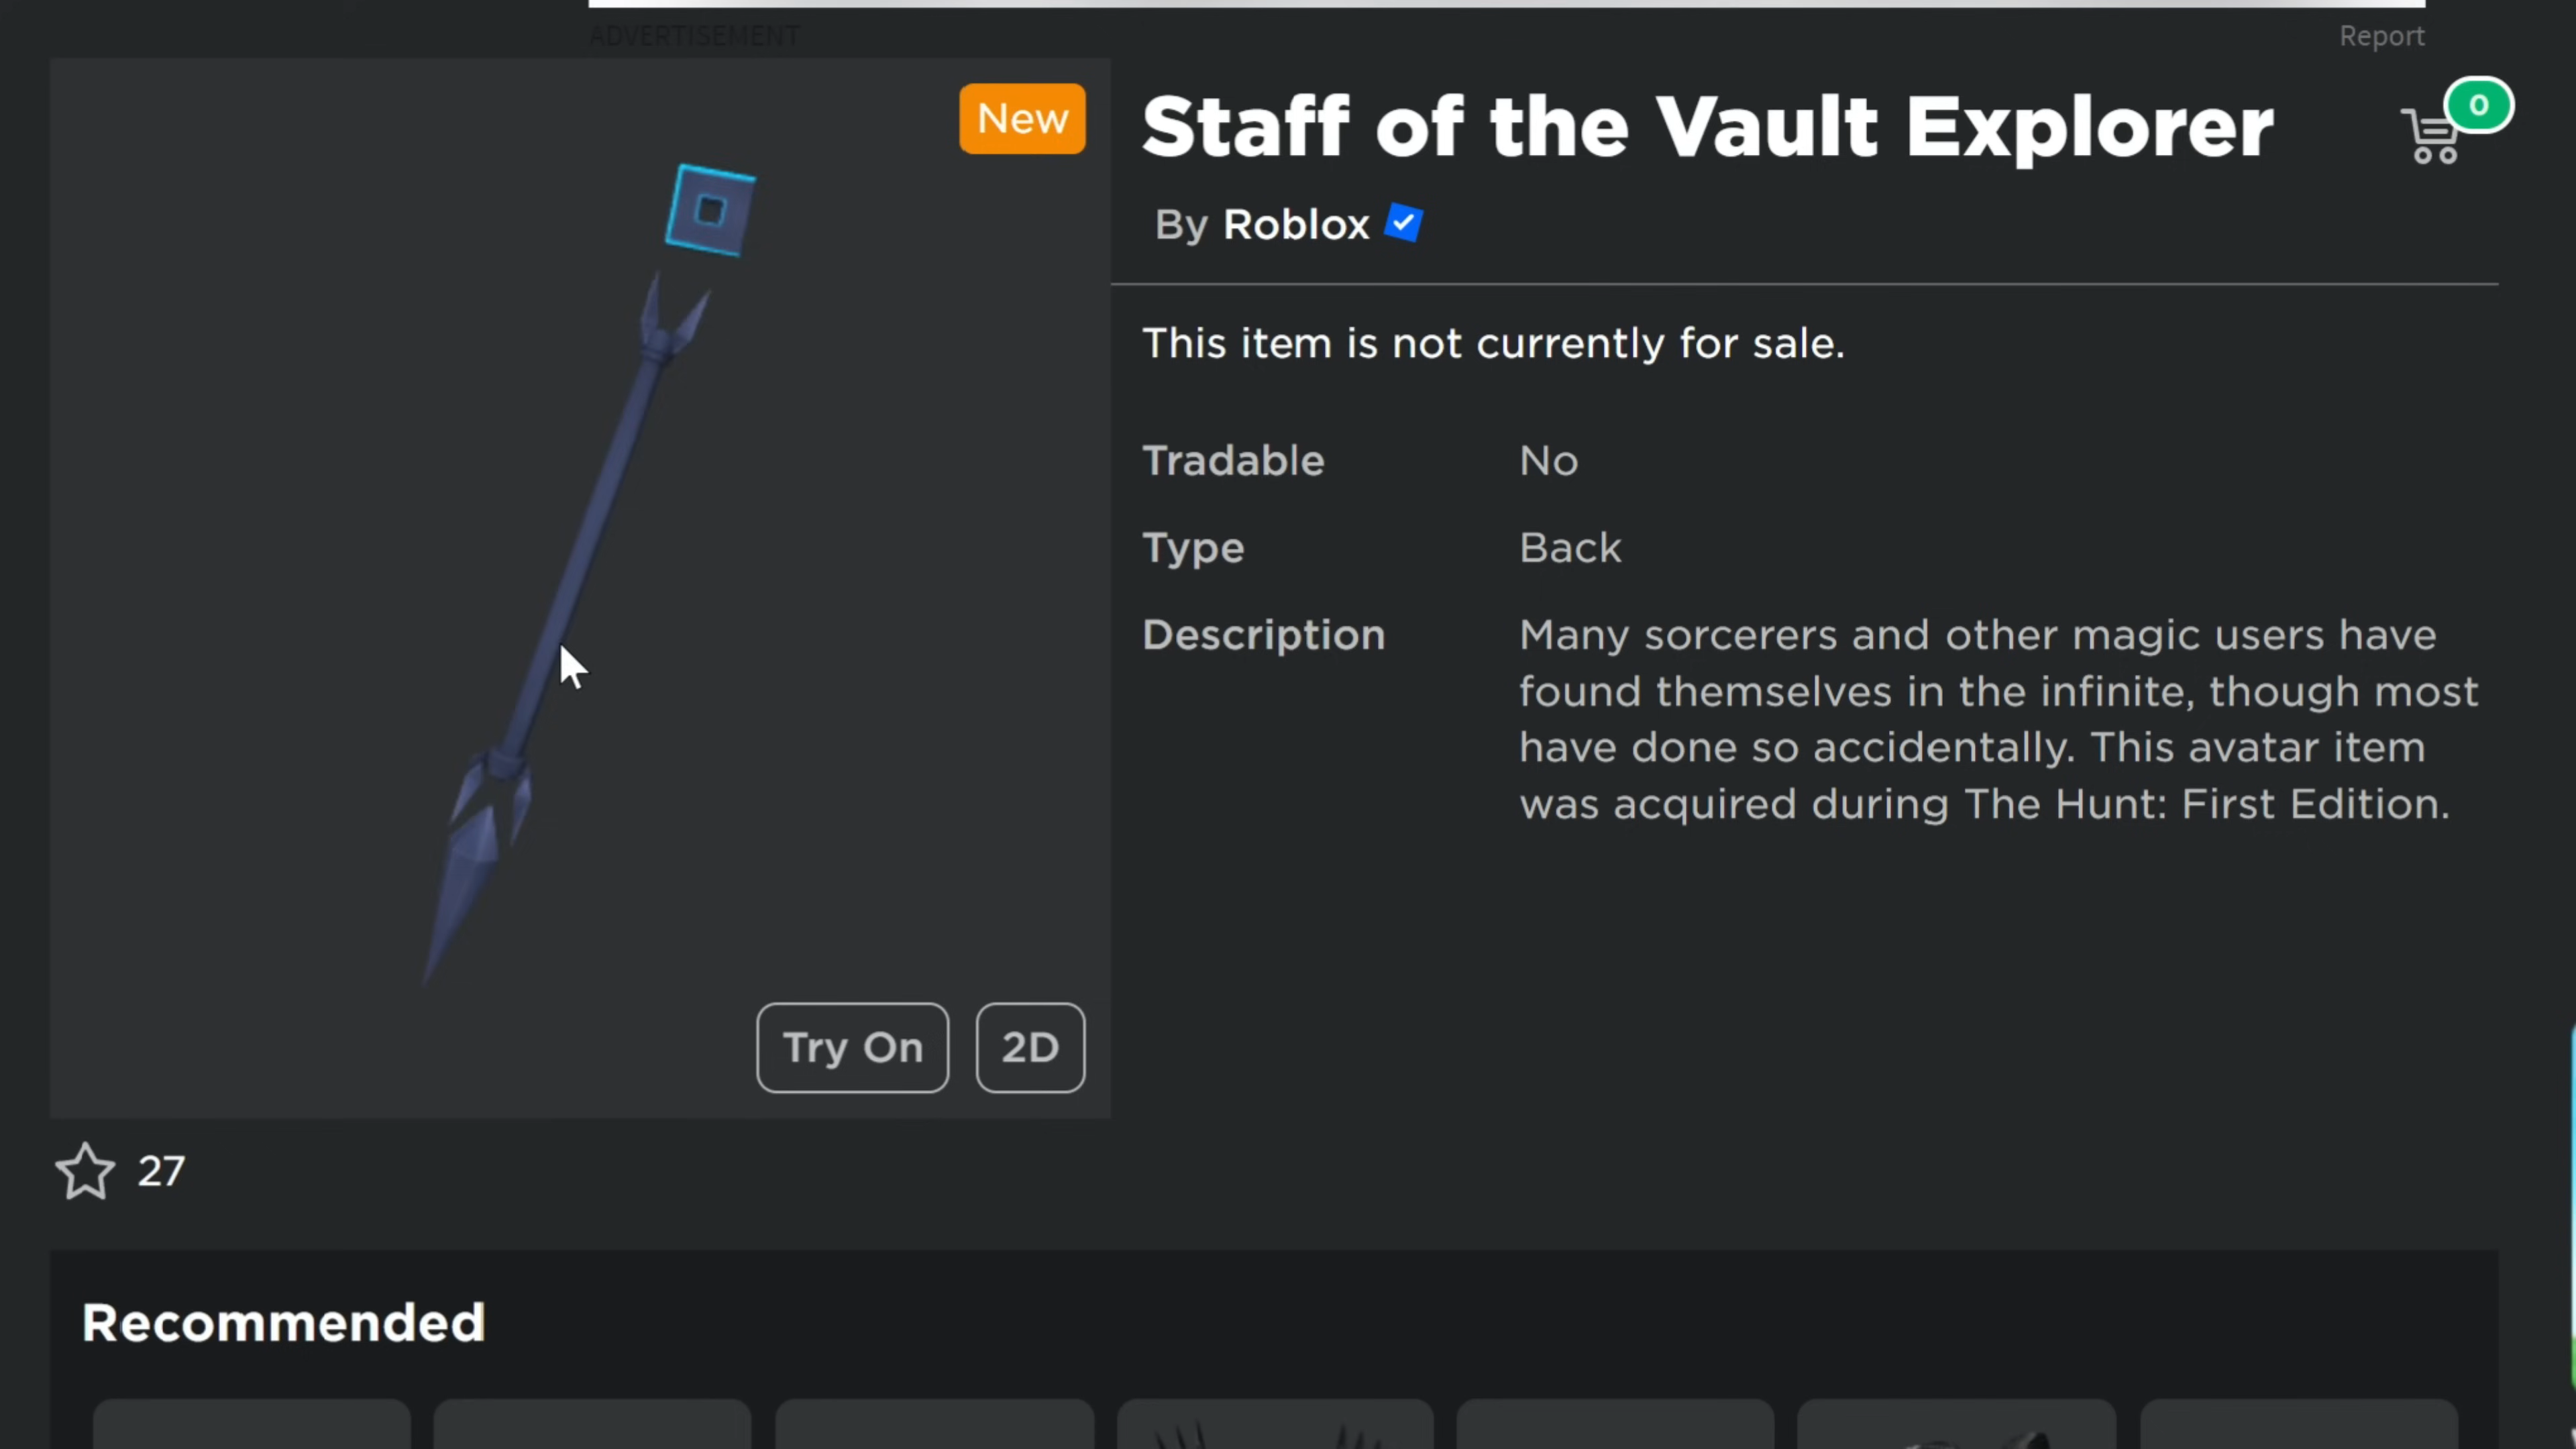 ADVERTISEMENT
Report
New
Staff of the Vault Explorer
0
By Roblox
This item is not currently for sale.
Tradable No
Type Back
Description Many sorcerers and other magic users have
found themselves in the infinite, though most
have done so accidentally. This avatar item
was acquired during The Hunt: First Edition.
Try On
2D
27
Recommended